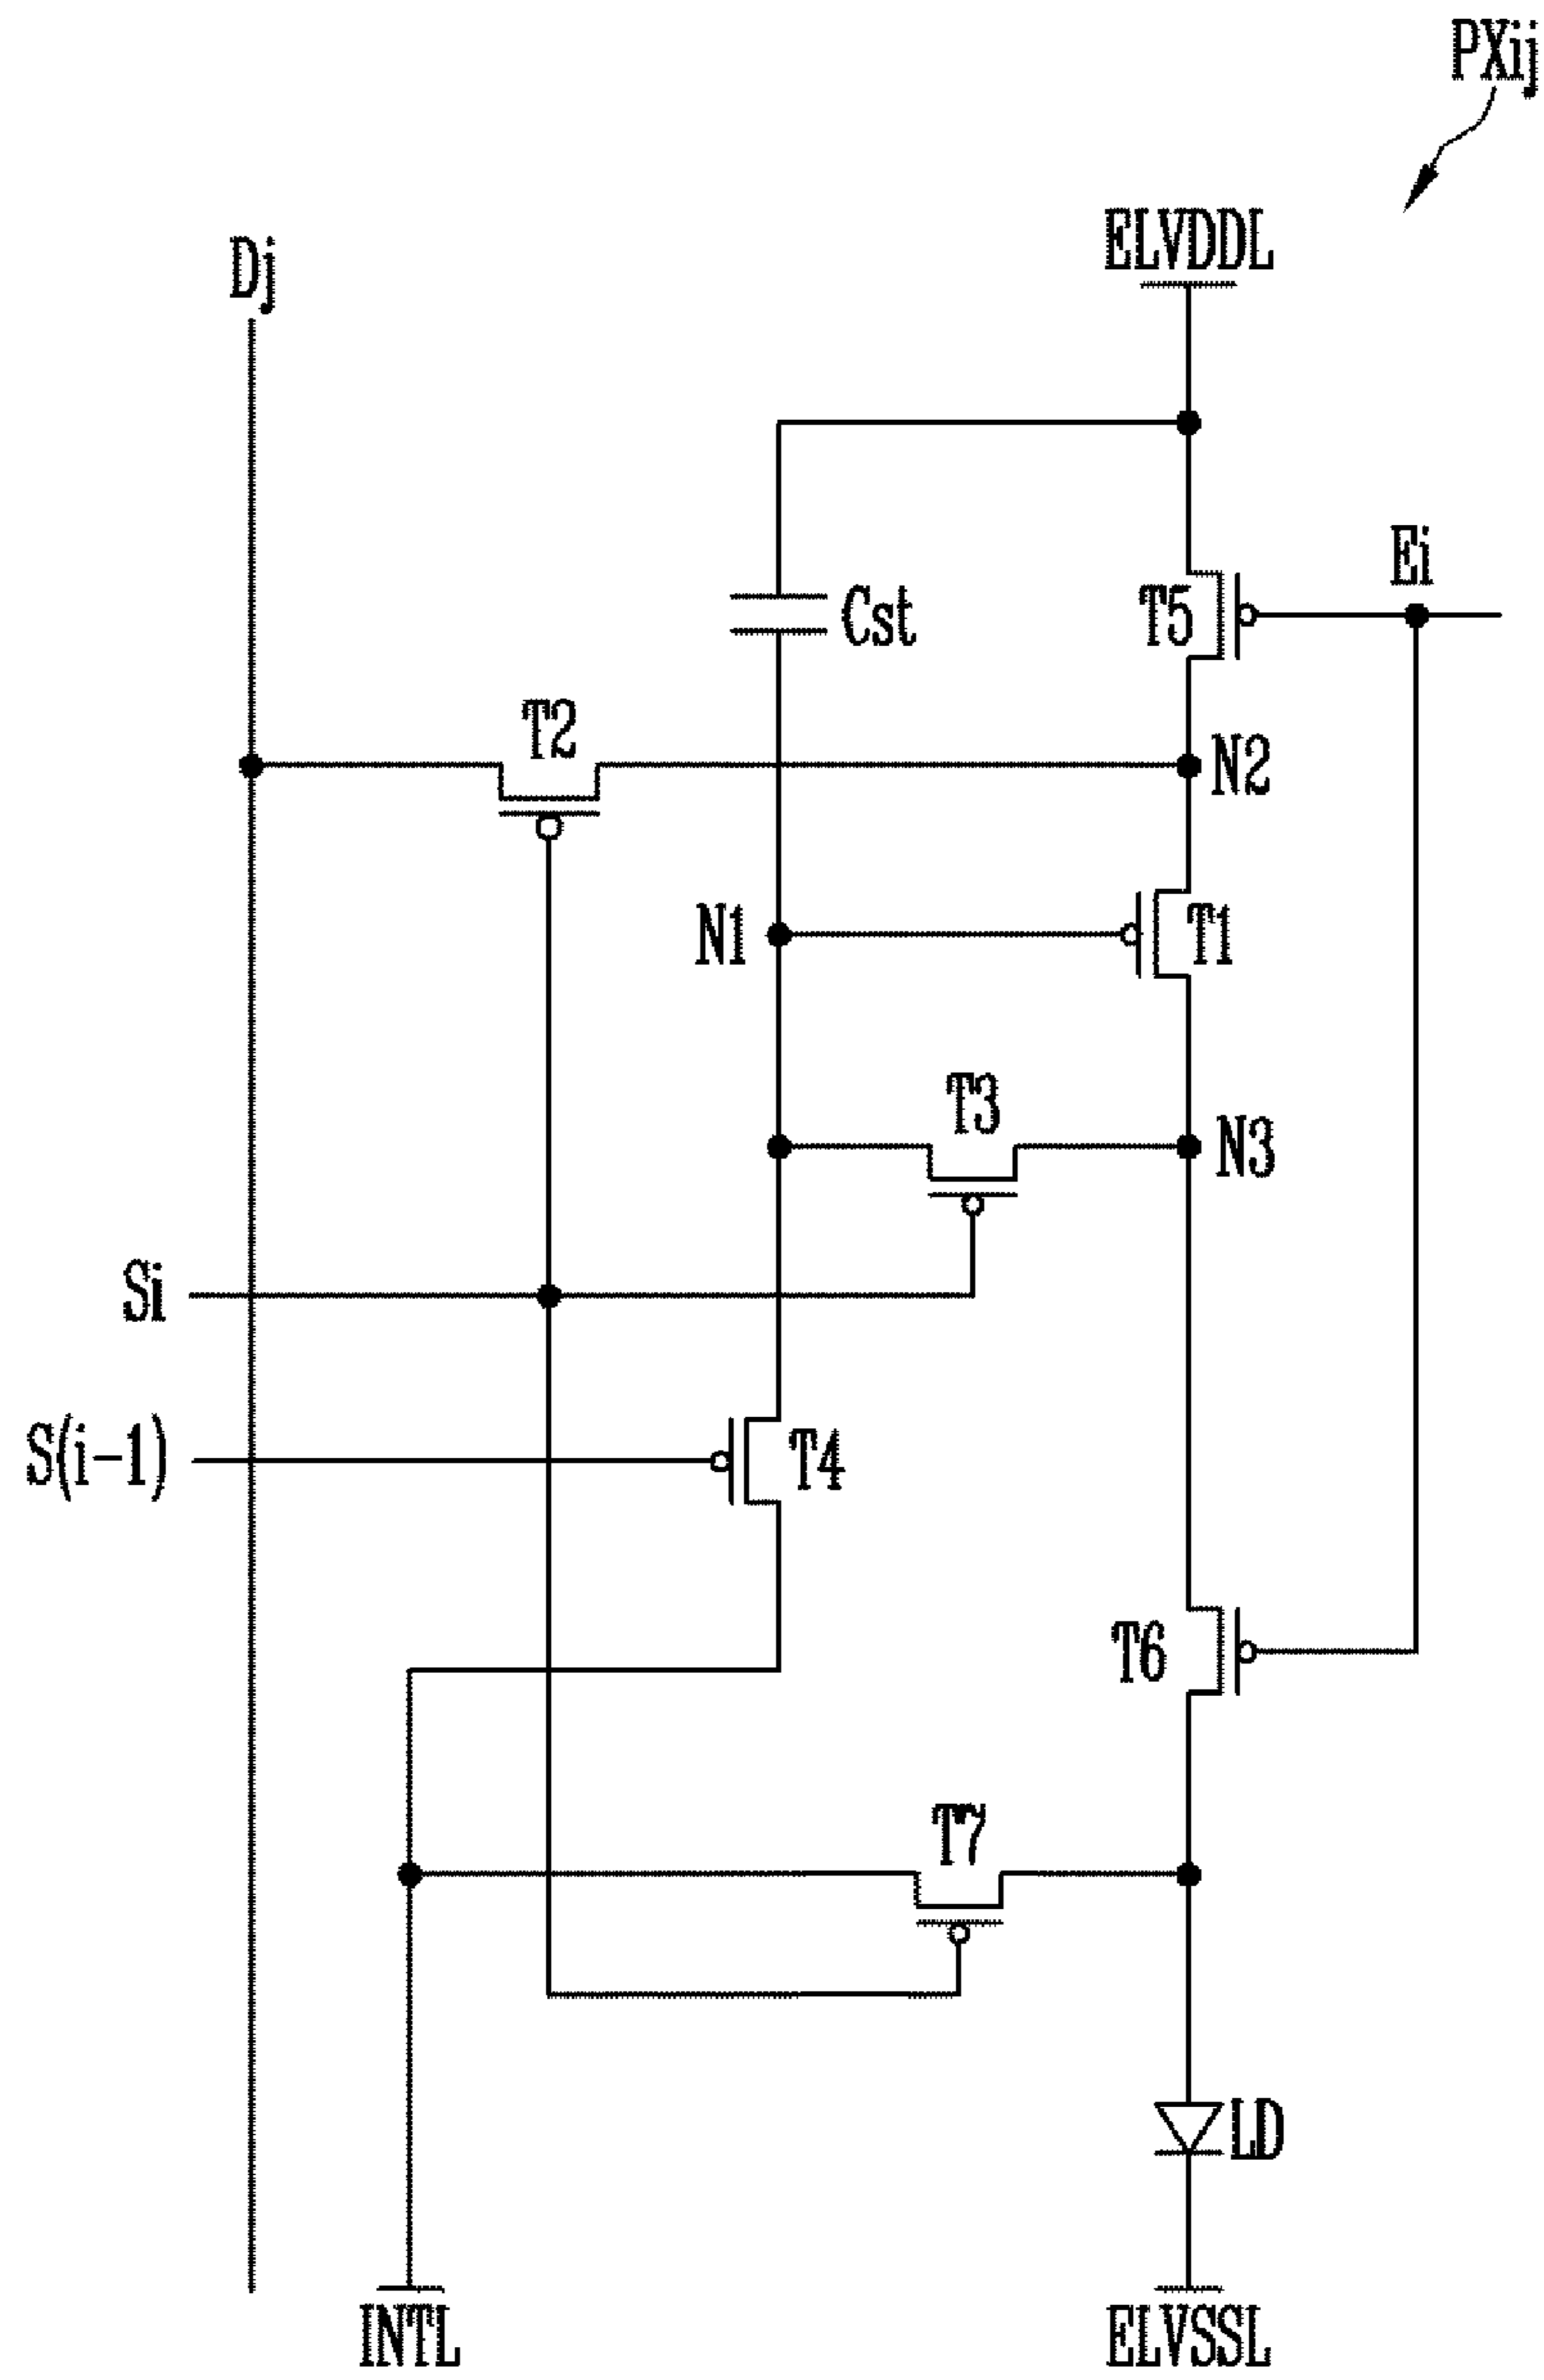 PXij
ELVDDL
Dj
Ei
Cst
T5
T2
N2
N1
T1
T3
N3
Si
S(i-1)
T4
T6
T7
LD
INTL
ELVSSL